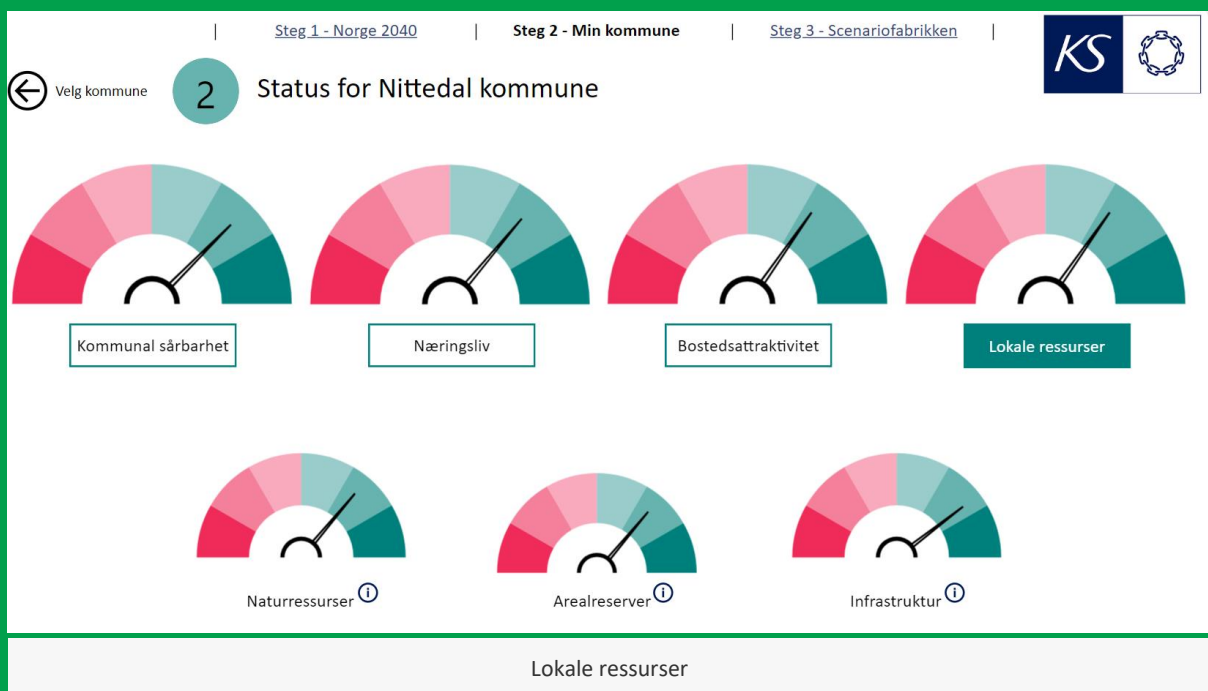 Steg 1 - Norge 2040 | Steg 2 - Min kommune | Steg 3 - Scenariofabrikken
KS
Velg kommune
2
Status for Nittedal kommune
Kommunal sårbarhet
Næringsliv
Bostedsattraktivitet
Lokale ressurser
Naturressurser
Arealreserver
Infrastruktur
Lokale ressurser